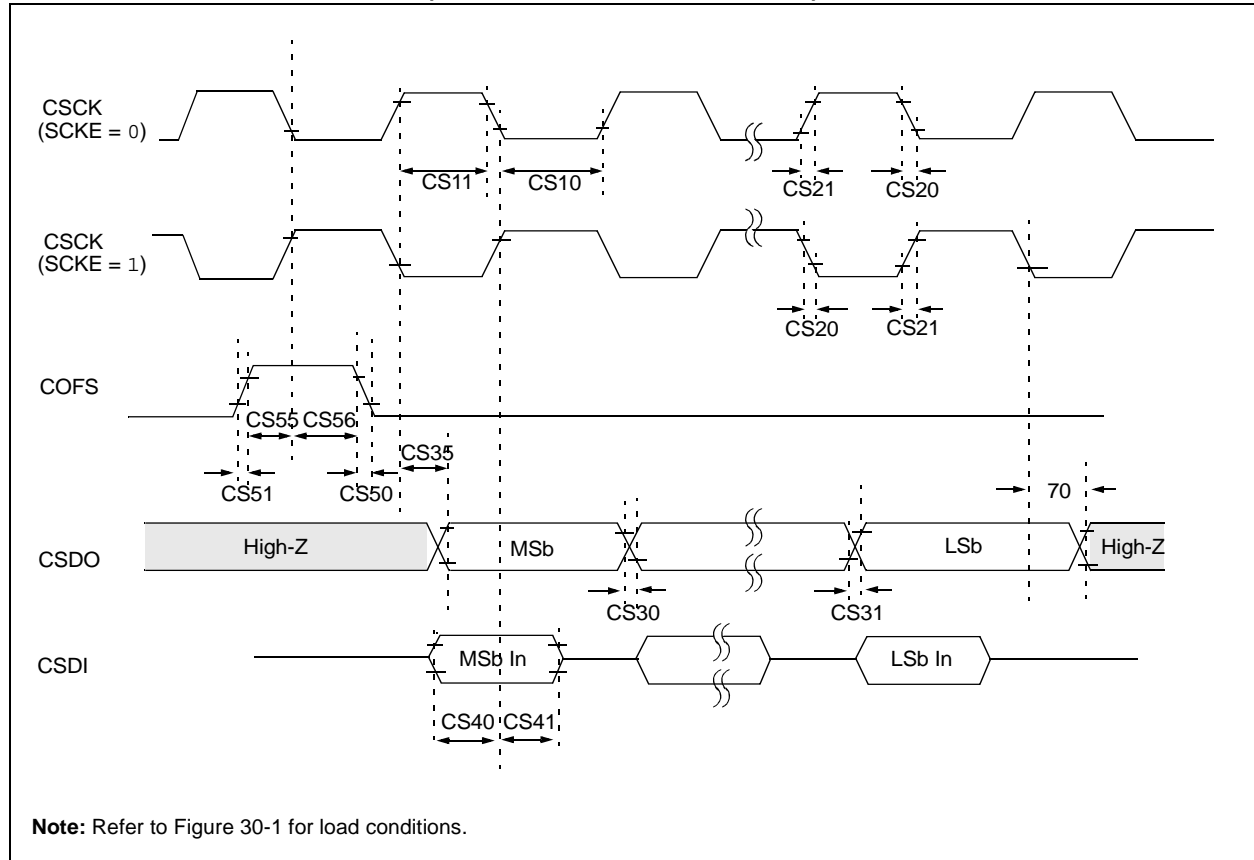 CSCK
(SCKE = 0)
CS11
CS10
CS21
CS20
CSCK
(SCKE = 1)
CS20
CS21
COFS
CS55
CS56
CS35
CS51
CS50
70
CSDO
High-Z
MSb
LSb
High-Z
CS30
CS31
CSDI
MSb In
LSb In
CS40
CS41
Note: Refer to Figure 30-1 for load conditions.